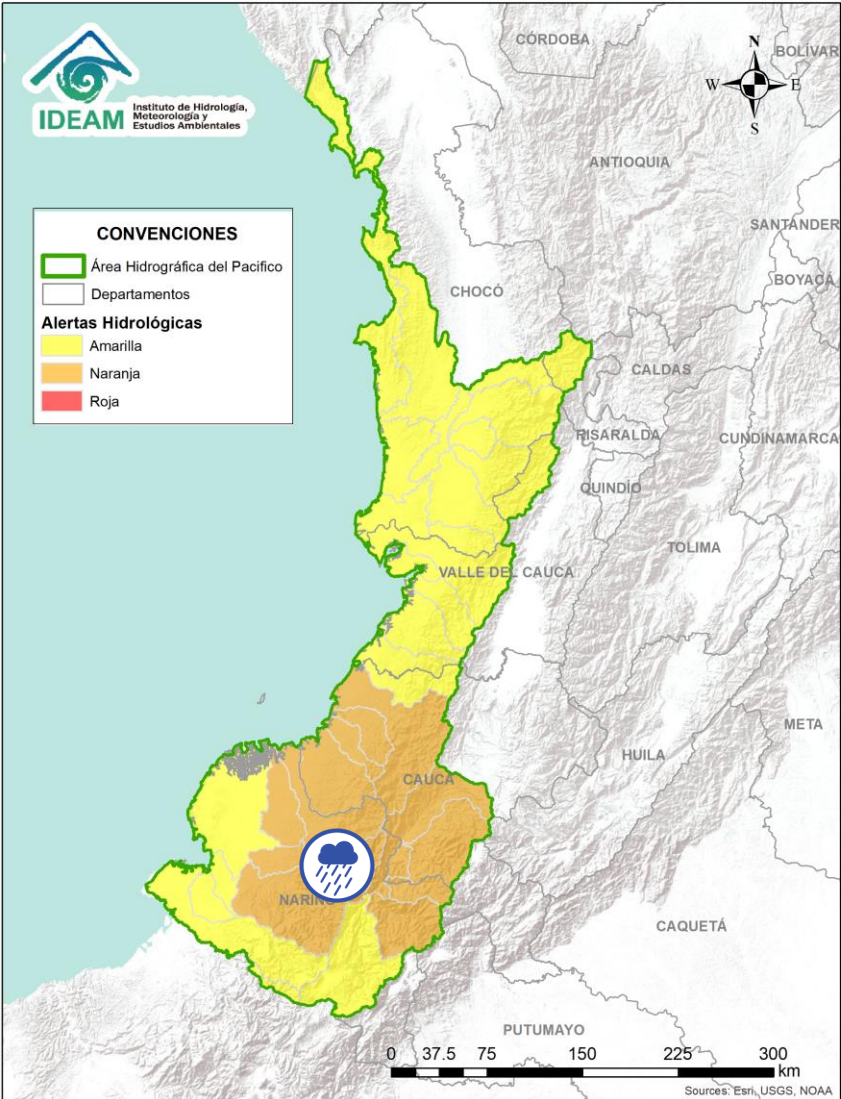 IDEAM
Instituto de Hidrología,
Meteorología y
Estudios Ambientales
N
W
E
S
CÓRDOBA
BOLÍVAR
ANTIOQUIA
SANTANDER
BOYACÁ
CHOCÓ
CONVENCIONES
Área Hidrográfica del Pacifico
Departamentos
Alertas Hidrológicas
Amarilla
Naranja
Roja
CALDAS
RISARALDA
CUNDINAMARCA
QUINDÍO
TOLIMA
VALLE DEL CAUCA
META
HUILA
CAUCA
NARIÑO
CAQUETÁ
PUTUMAYO
0 37.5 75 150 225 300
km
Sources: Esri, USGS, NOAA